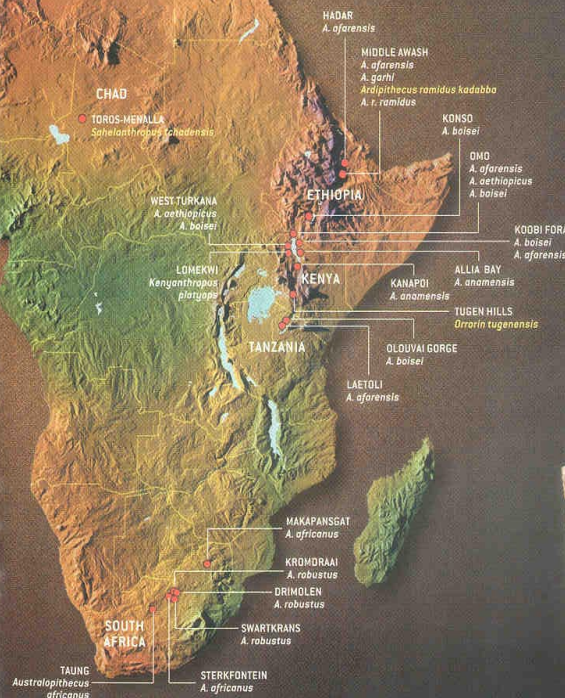 HADAR
A. afarensis
MIDDLE AWASH
A. afarensis
A. garhi
Ardipithecus ramidus kadabba
A. r. ramidus
CHAD
TOROS-MENALLA
Sahelanthropus tchadensis
KONSO
A. boisei
OMO
A. afarensis
A. aethiopicus
A. boisei
ETHIOPIA
WEST TURKANA
A. aethiopicus
A. boisei
KOOBI FORA
A. boisei
A. afarensis
LOMEKWI
Kenyanthropus
platyops
KENYA
ALLIA BAY
A. anamensis
KANAPOI
A. anamensis
TUGEN HILLS
Orrorin tugenensis
TANZANIA
OLDUVAI GORGE
A. boisei
LAETOLI
A. afarensis
MAKAPANSGAT
A. africanus
KROMDRAAI
A. robustus
DRIMOLEN
A. robustus
SOUTH
AFRICA
SWARTKRANS
A. robustus
TAUNG
Australopithecus
africanus
STERKFONTEIN
A. africanus